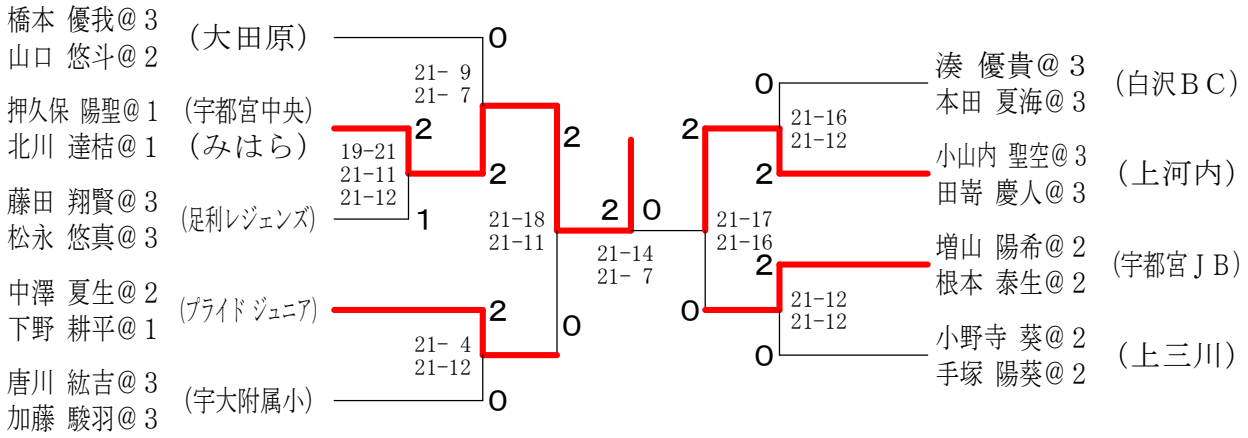 橋本 優我@3
山口 悠斗@2
(大田原)
0
21- 9
21- 7
押久保 陽聖@1
北川 達桔@1
(宇都宮中央)
(みはら)
2
19-21
21-11
21-12
2
藤田 翔賢@3
松永 悠真@3
(足利レジェンズ)
1
2
21-18
21-11
中澤 夏生@2
下野 耕平@1
(プライド ジュニア)
2
21- 4
21-12
0
唐川 紘吉@3
加藤 駿羽@3
(宇大附属小)
0
2
0
21-14
21- 7
湊 優貴@3
本田 夏海@3
(白沢BC)
0
21-16
21-12
2
小山内 聖空@3
田嵜 慶人@3
(上河内)
2
21-17
21-16
増山 陽希@2
根本 泰生@2
(宇都宮JB)
2
21-12
21-12
0
小野寺 葵@2
手塚 陽葵@2
(上三川)
0